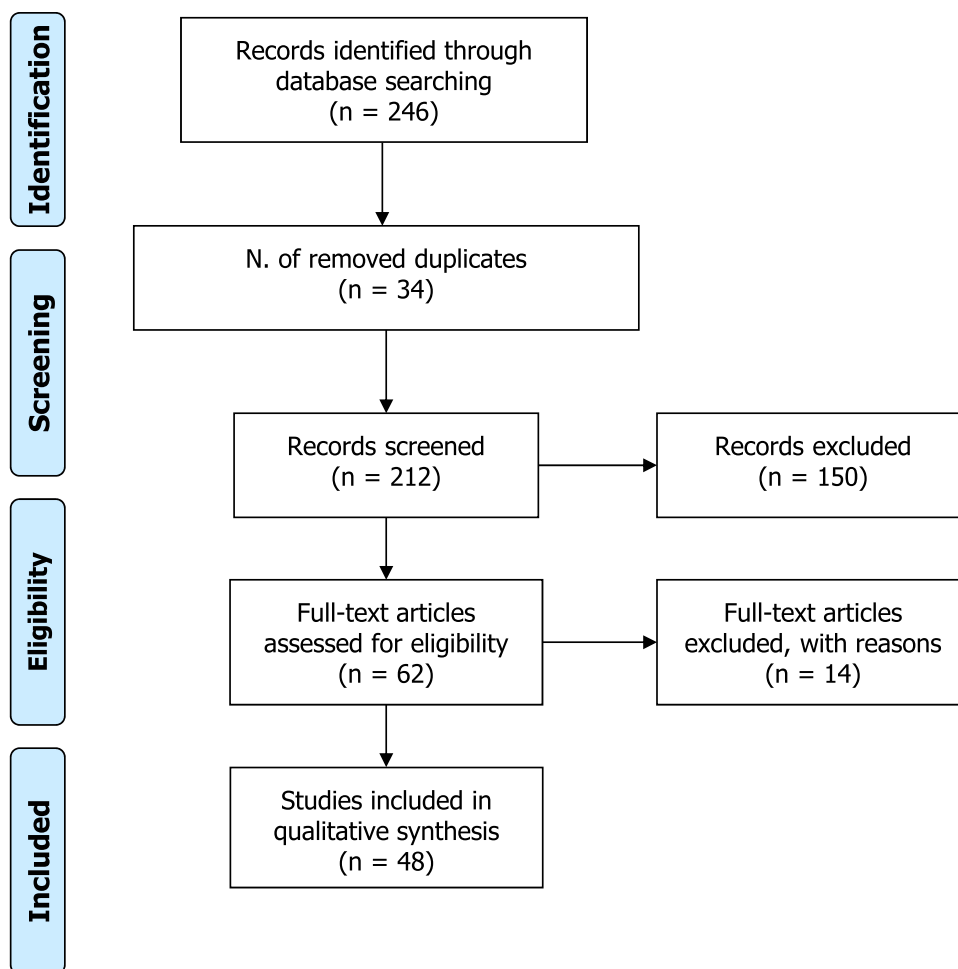 Identification
Records identified through
database searching
(n = 246)
Screening
N. of removed duplicates
(n = 34)
Records screened
(n = 212)
Records excluded
(n = 150)
Eligibility
Full-text articles
assessed for eligibility
(n = 62)
Full-text articles
excluded, with reasons
(n = 14)
Included
Studies included in
qualitative synthesis
(n = 48)